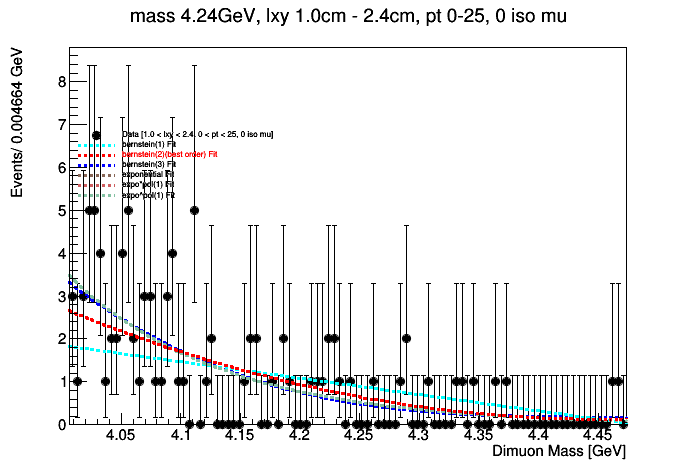 mass 4.24GeV, lxy 1.0cm - 2.4cm, pt 0-25, 0 iso mu
Events/ 0.004664 GeV
8
7
6
5
4
3
2
1
0
Data [1.0 < lxy < 2.4, 0 < pt < 25, 0 iso mu]
bernstein(1) Fit
bernstein(2)(best order) Fit
bernstein(3) Fit
exponential Fit
expo*pol(1) Fit
expo*pol(1) Fit
4.05 4.1 4.15 4.2 4.25 4.3 4.35 4.4 4.45
Dimuon Mass [GeV]